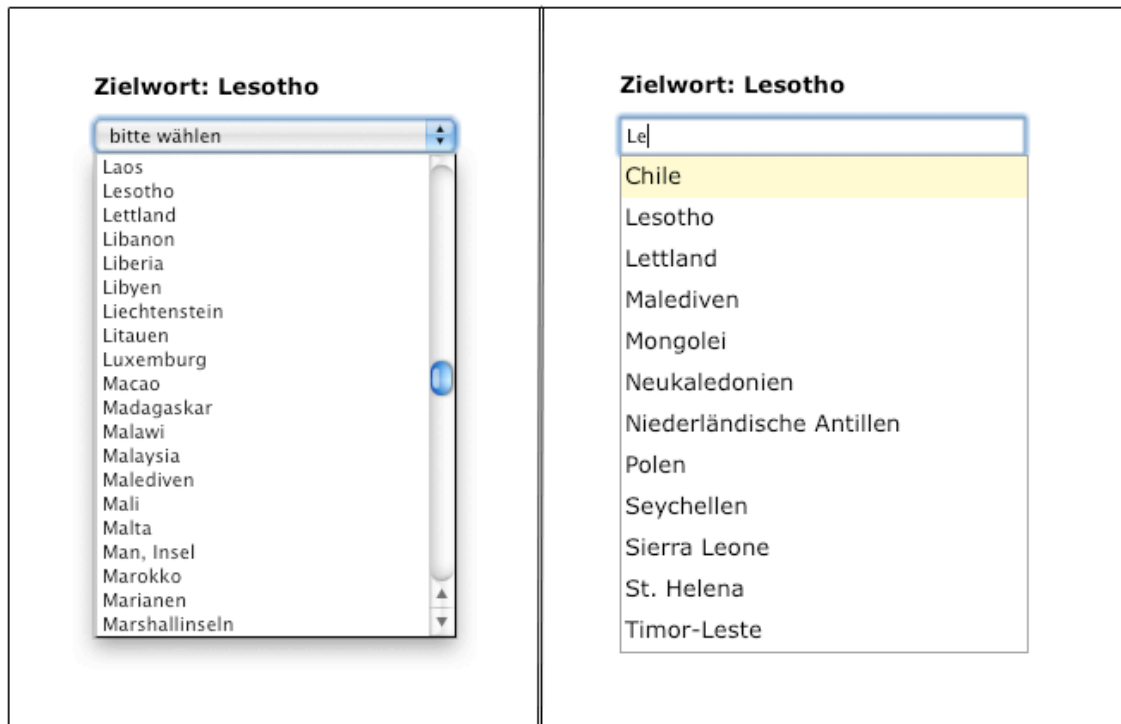 Zielwort: Lesotho
bitte wählen
Laos
Lesotho
Lettland
Libanon
Liberia
Libyen
Liechtenstein
Litauen
Luxemburg
Macao
Madagaskar
Malawi
Malaysia
Malediven
Mali
Malta
Man, Insel
Marokko
Marianen
Marshallinseln
Zielwort: Lesotho
Le
Chile
Lesotho
Lettland
Malediven
Mongolei
Neukaledonien
Niederländische Antillen
Polen
Seychellen
Sierra Leone
St. Helena
Timor-Leste